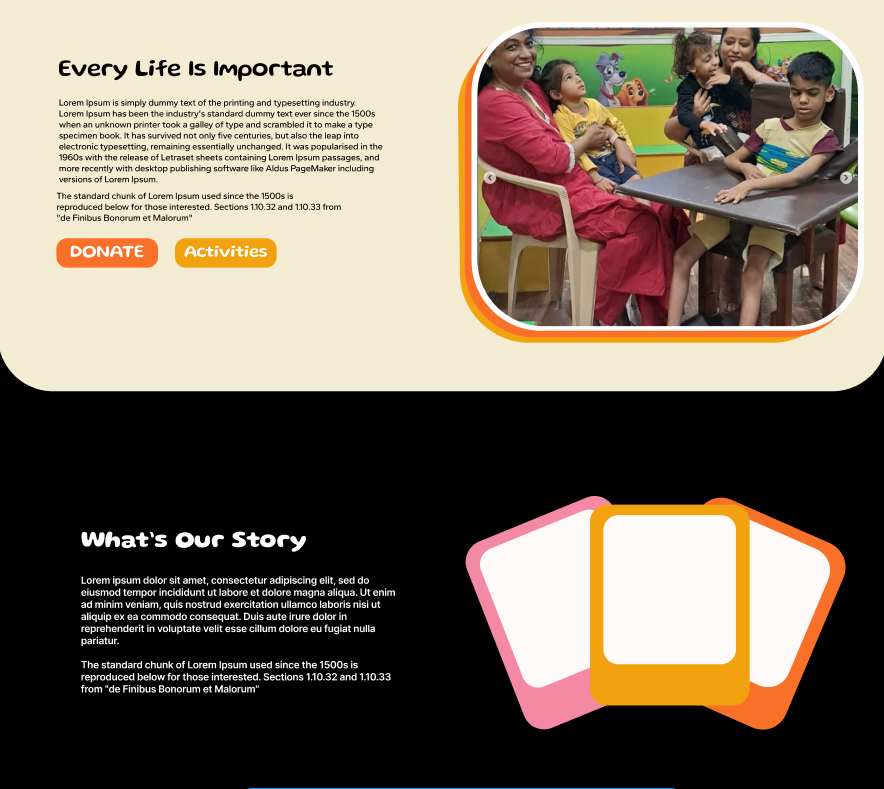 Every Life Is Important
Lorem Ipsum is simply dummy text of the printing and typesetting industry.
Lorem Ipsum has been the industry's standard dummy text ever since the 1500s
when an unknown printer took a galley of type and scrambled it to make a type
specimen book. It has survived not only five centuries, but also the leap into
electronic typesetting, remaining essentially unchanged. It was popularised in the
1960s with the release of Letraset sheets containing Lorem Ipsum passages, and
more recently with desktop publishing software like Aldus PageMaker including
versions of Lorem Ipsum.
The standard chunk of Lorem Ipsum used since the 1500s is
reproduced below for those interested. Sections 1.10.32 and 1.10.33 from
"de Finibus Bonorum et Malorum"
DONATE
Activities
What's Our Story
Lorem ipsum dolor sit amet, consectetur adipiscing elit, sed do
eiusmod tempor incididunt ut labore et dolore magna aliqua. Ut enim
ad minim veniam, quis nostrud exercitation ullamco laboris nisi ut
aliquip ex ea commodo consequat. Duis aute irure dolor in
reprehenderit in voluptate velit esse cillum dolore eu fugiat nulla
pariatur.
The standard chunk of Lorem Ipsum used since the 1500s is
reproduced below for those interested. Sections 1.10.32 and 1.10.33
from "de Finibus Bonorum et Malorum"